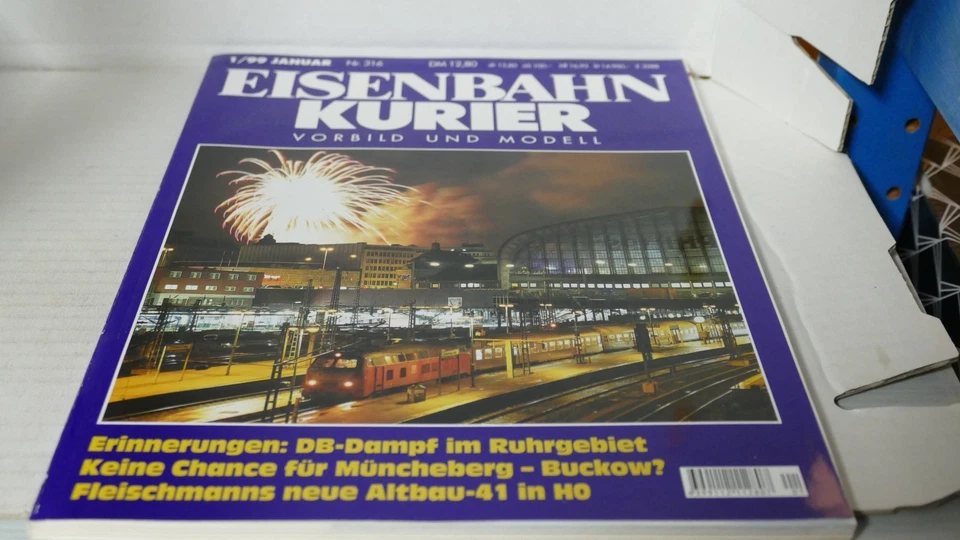 1/99 JANUAR Nr. 316 DM 12,80
EISENBAHN
KURIER
VORBILD UND MODELL
Erinnerungen: DB-Dampf im Ruhrgebiet
Keine Chance für Müncheberg – Buckow?
Fleischmanns neue Altbau-41 in H0